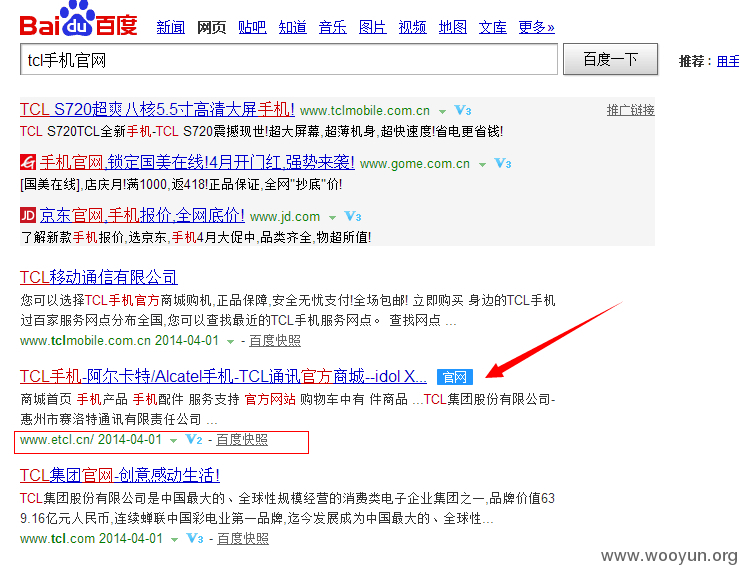 Bai du 百度 新闻 网页 贴吧 知道 音乐 图片 视频 地图 文库 更多»
tcl手机官网 百度一下 推荐: 用手
TCL S720超爽八核5.5寸高清大屏手机! www.tclmobile.com.cn V3 推广链接
TCL S720TCL全新手机-TCL S720震撼现世!超大屏幕,超薄机身,超快速度!省电更省钱!
手机官网,锁定国美在线!4月开门红,强势来袭! www.gome.com.cn V3
[国美在线],店庆月!满1000,返418!正品保证,全网"抄底"价!
JD 京东官网,手机报价,全网底价! www.jd.com V3
了解新款手机报价,选京东,手机4月大促中,品类齐全,物超所值!
TCL移动通信有限公司
您可以选择TCL手机官方商城购机,正品保障,安全无忧支付!全场包邮! 立即购买 身边的TCL手机
过百家服务网点分布全国,您可以查找最近的TCL手机服务网点。 查找网点 ...
www.tclmobile.com.cn 2014-04-01 - 百度快照
TCL手机-阿尔卡特/Alcatel手机-TCL通讯官方商城--idol X... 官网
商城首页 手机产品 手机配件 服务支持 官方网站 购物车中有 件商品 ...TCL集团股份有限公司-
惠州市赛洛特通讯有限责任公司 ...
www.etcl.cn/ 2014-04-01 V2 - 百度快照
TCL集团官网-创意感动生活!
TCL集团股份有限公司是中国最大的、全球性规模经营的消费类电子企业集团之一,品牌价值63
9.16亿元人民币,连续蝉联中国彩电业第一品牌,迄今发展成为中国最大的、全球性...
www.tcl.com 2014-04-01 V3 - 百度快照
www.wooyun.org